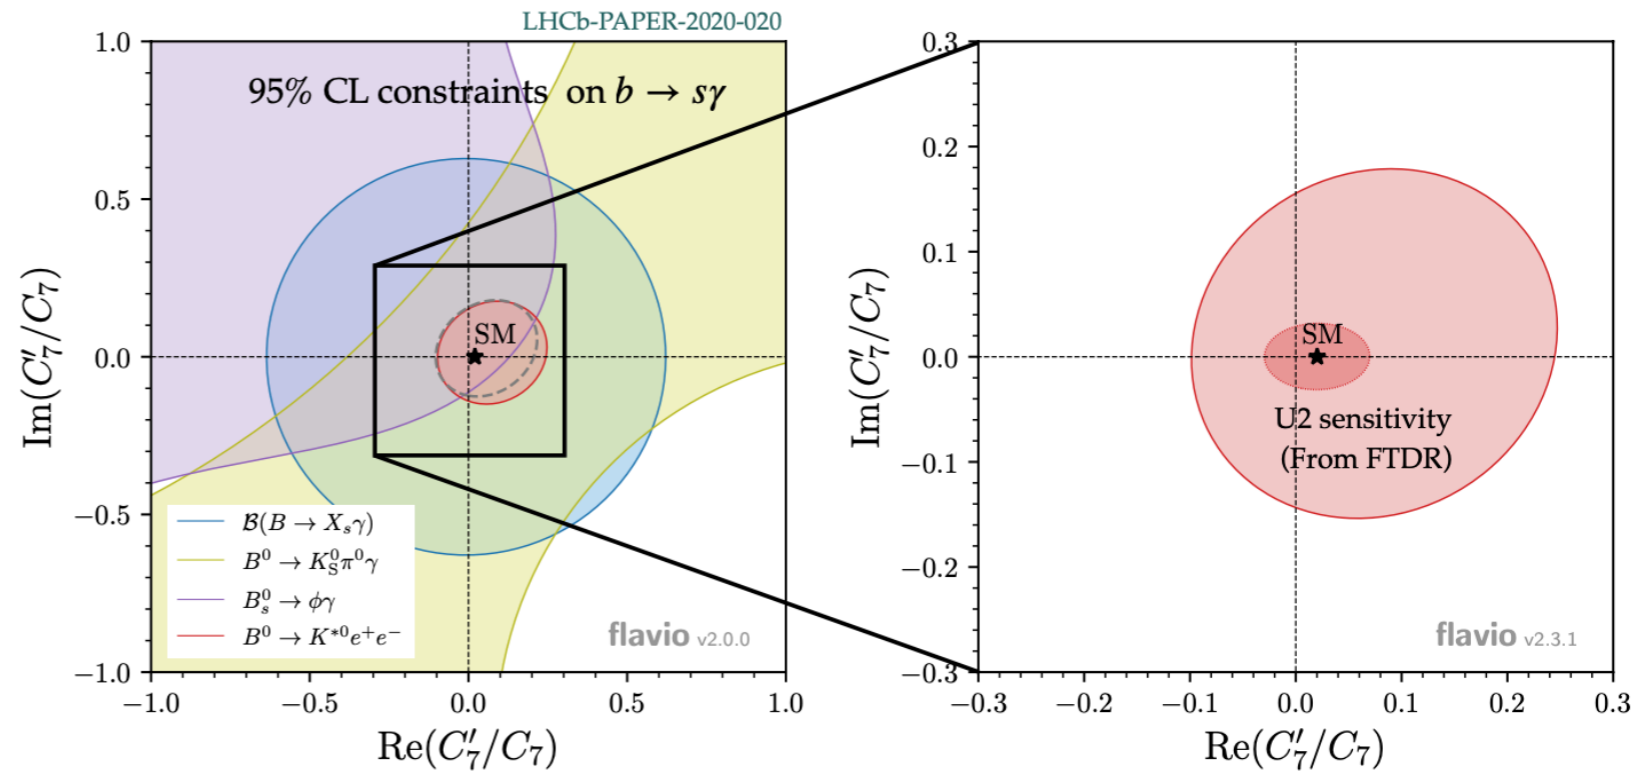 LHCb-PAPER-2020-020
95% CL constraints on b → sγ
SM
1.0
0.5
0.0
−0.5
−1.0
Im(C′₇/C₇)
ℬ(B → Xₛγ)
B⁰ → K⁰_S π⁰γ
B⁰ₛ → ϕγ
B⁰ → K*⁰e⁺e⁻
flavio v2.0.0
−1.0 −0.5 0.0 0.5 1.0
Re(C′₇/C₇)
0.3
0.2
0.1
0.0
−0.1
−0.2
−0.3
Im(C′₇/C₇)
SM
U2 sensitivity
(From FTDR)
flavio v2.3.1
−0.3 −0.2 −0.1 0.0 0.1 0.2 0.3
Re(C′₇/C₇)